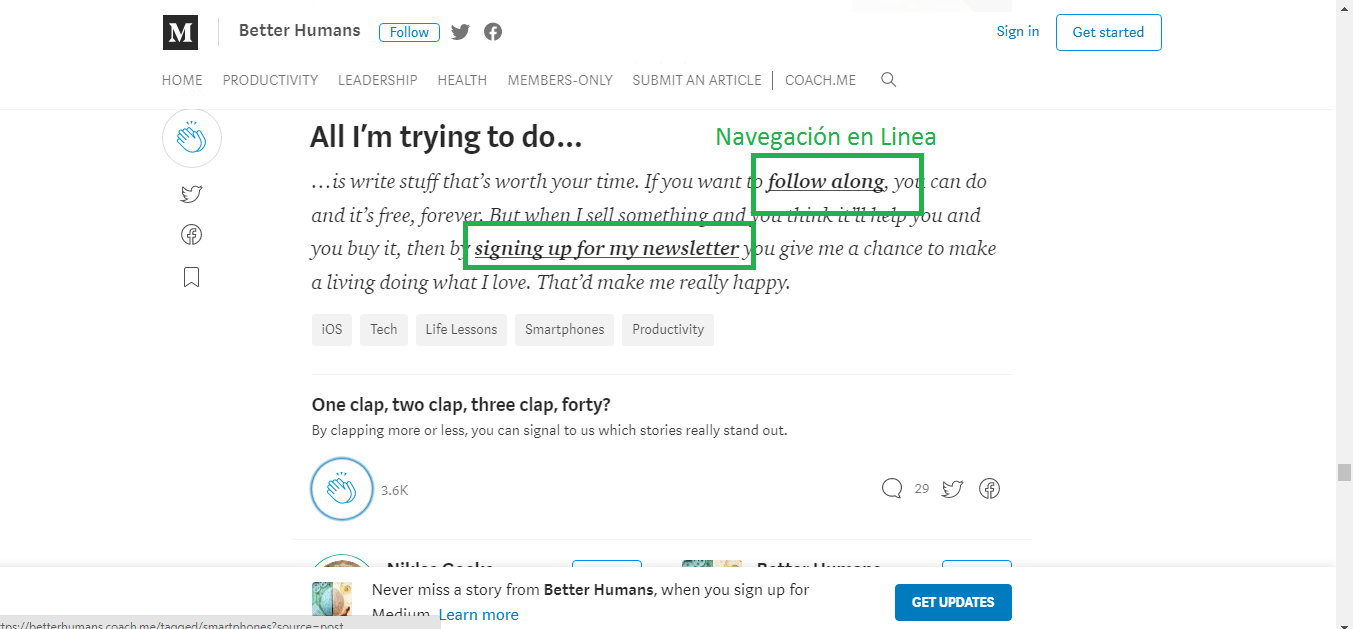 M Better Humans Follow Sign in Get started
HOME PRODUCTIVITY LEADERSHIP HEALTH MEMBERS-ONLY SUBMIT AN ARTICLE COACH.ME
All I'm trying to do…
Navegación en Linea
…is write stuff that's worth your time. If you want to follow along, you can do
and it's free, forever. But when I sell something and you think it'll help you and
you buy it, then by signing up for my newsletter you give me a chance to make
a living doing what I love. That'd make me really happy.
iOS Tech Life Lessons Smartphones Productivity
One clap, two clap, three clap, forty?
By clapping more or less, you can signal to us which stories really stand out.
3.6K 29
Better Humans
Never miss a story from Better Humans, when you sign up for
Medium. Learn more
GET UPDATES
ttps://betterhumans.coach.me/tagged/smartphones?source=post